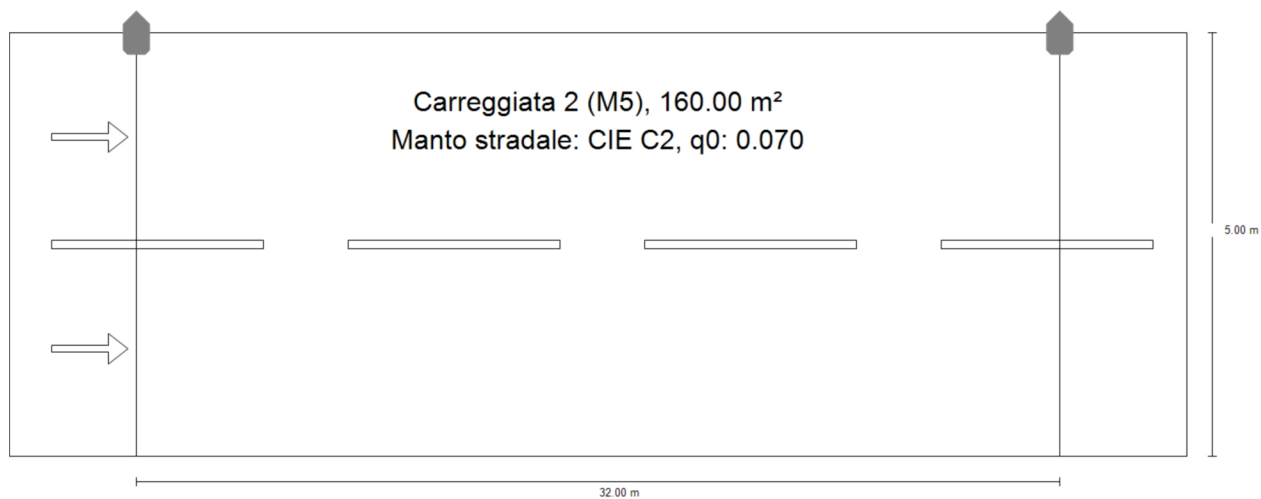 Carreggiata 2 (M5), 160.00 m²
Manto stradale: CIE C2, q0: 0.070
5.00 m
32.00 m